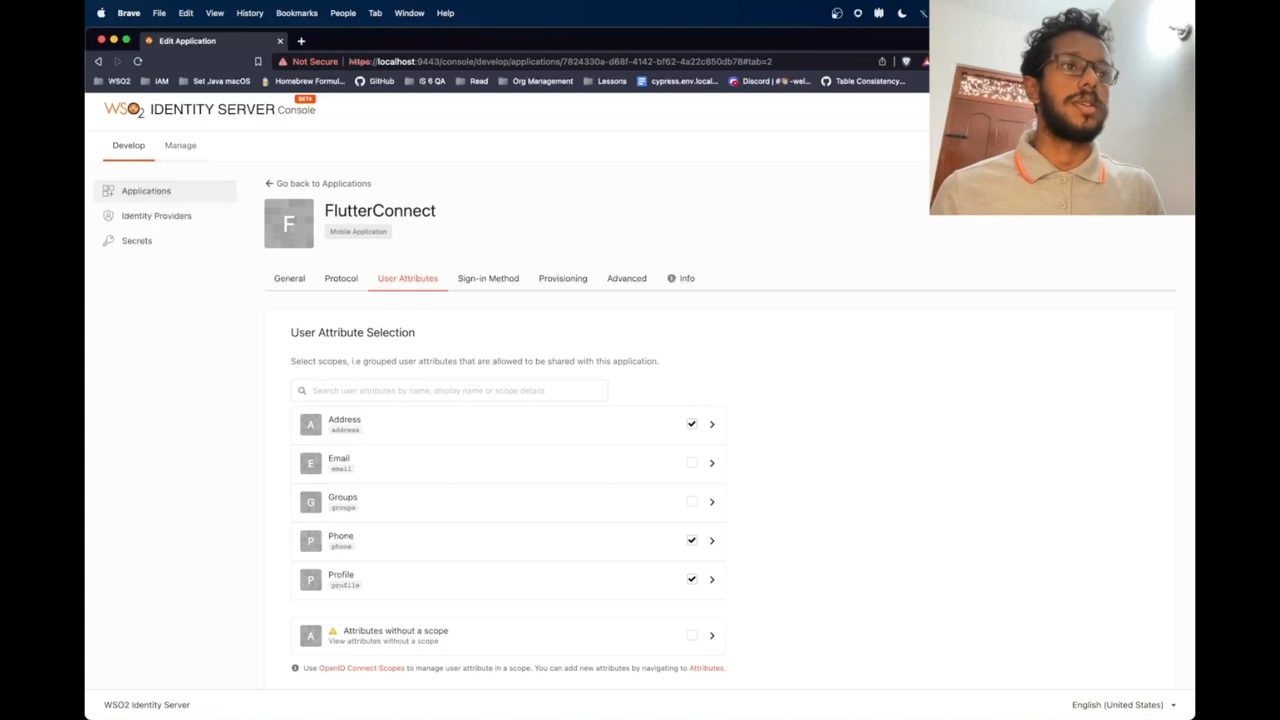 Brave File Edit View History Bookmarks People Tab Window Help
Edit Application
Not Secure https://localhost:9443/console/develop/applications/7824330a-d68f-4142-bf62-4a22c850db78#tab=2
WSO2 IAM Set Java macOS Homebrew Formul... GitHub IS 6 QA Read Org Management Lessons cypress.env.local... Discord | #👋-wel... Table Consistency...
WSO2 IDENTITY SERVER BETA
Console
Develop Manage
Applications
Identity Providers
Secrets
Go back to Applications
F FlutterConnect
Mobile Application
General Protocol User Attributes Sign-in Method Provisioning Advanced Info
User Attribute Selection
Select scopes, i.e grouped user attributes that are allowed to be shared with this application.
Search user attributes by name, display name or scope details
A Address
address
E Email
email
G Groups
groups
P Phone
phone
P Profile
profile
A Attributes without a scope
View attributes without a scope
Use OpenID Connect Scopes to manage user attribute in a scope. You can add new attributes by navigating to Attributes.
WSO2 Identity Server
English (United States)